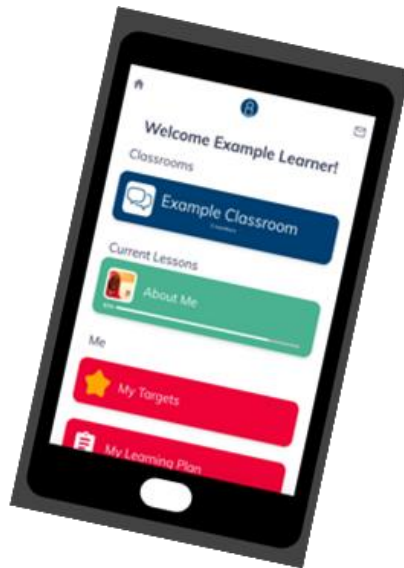 Welcome Example Learner!
Classrooms
Example Classroom
Current Lessons
About Me
Me
My Targets
My Learning Plan